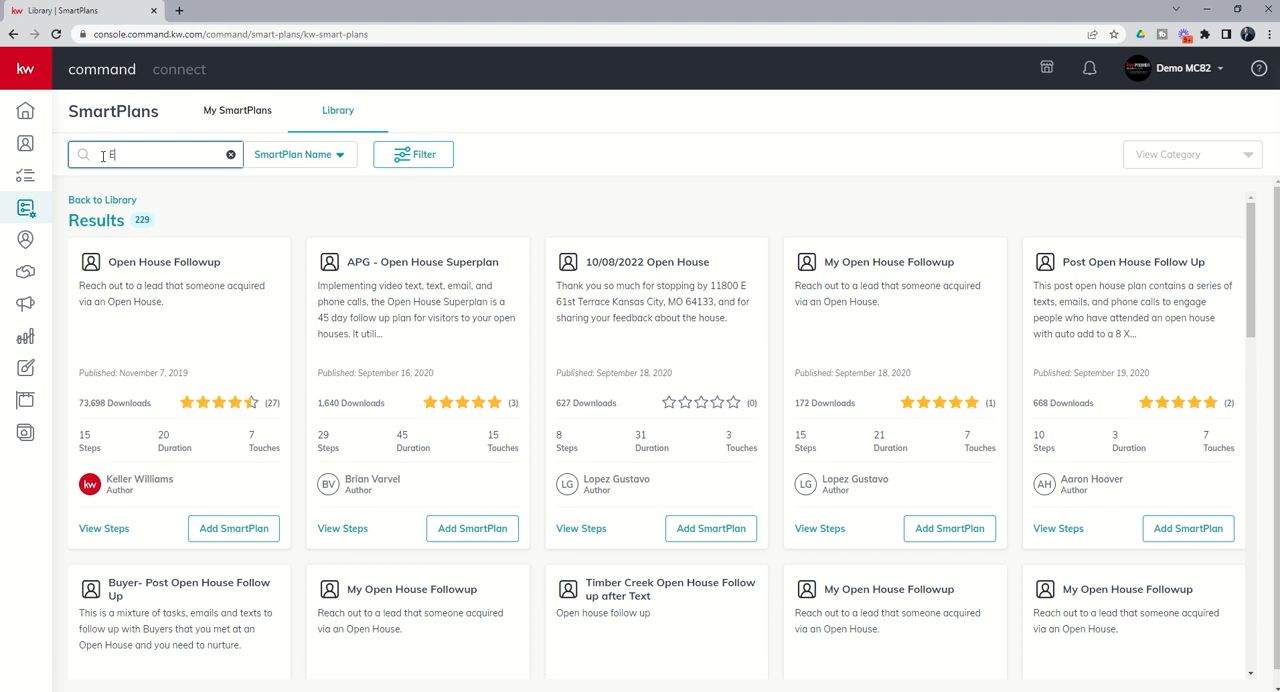 kw Library | SmartPlans
console.command.kw.com/command/smart-plans/kw-smart-plans
kw command connect Demo MC82
SmartPlans My SmartPlans Library
E SmartPlan Name Filter View Category
Back to Library
Results 229
Open House Followup
Reach out to a lead that someone acquired
via an Open House.
Published: November 7, 2019
73,698 Downloads (27)
15 20 7
Steps Duration Touches
kw Keller Williams
Author
View Steps Add SmartPlan
APG - Open House Superplan
Implementing video text, text, email, and
phone calls, the Open House Superplan is a
45 day follow up plan for visitors to your open
houses. It utili...
Published: September 16, 2020
1,640 Downloads (3)
29 45 15
Steps Duration Touches
BV Brian Varvel
Author
View Steps Add SmartPlan
10/08/2022 Open House
Thank you so much for stopping by 11800 E
61st Terrace Kansas City, MO 64133, and for
sharing your feedback about the house.
Published: September 18, 2020
627 Downloads (0)
8 31 3
Steps Duration Touches
LG Lopez Gustavo
Author
View Steps Add SmartPlan
My Open House Followup
Reach out to a lead that someone acquired
via an Open House.
Published: September 18, 2020
172 Downloads (1)
15 21 7
Steps Duration Touches
LG Lopez Gustavo
Author
View Steps Add SmartPlan
Post Open House Follow Up
This post open house plan contains a series of
texts, emails, and phone calls to engage
people who have attended an open house
with auto add to a 8 X...
Published: September 19, 2020
668 Downloads (2)
10 3 7
Steps Duration Touches
AH Aaron Hoover
Author
View Steps Add SmartPlan
Buyer- Post Open House Follow
Up
This is a mixture of tasks, emails and texts to
follow up with Buyers that you met at an
Open House and you need to nurture.
My Open House Followup
Reach out to a lead that someone acquired
via an Open House.
Timber Creek Open House Follow
up after Text
Open house follow up
My Open House Followup
Reach out to a lead that someone acquired
via an Open House.
My Open House Followup
Reach out to a lead that someone acquired
via an Open House.